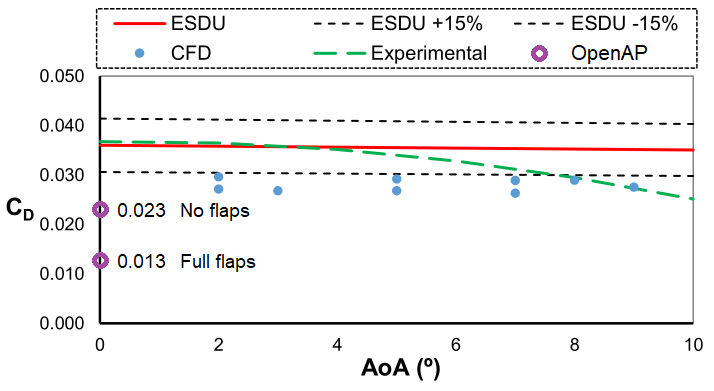 ESDU ESDU +15% ESDU -15%
CFD Experimental OpenAP
0.050
0.040
0.030
0.020
0.010
0.000
C_D
0.023 No flaps
0.013 Full flaps
0 2 4 6 8 10
AoA (º)